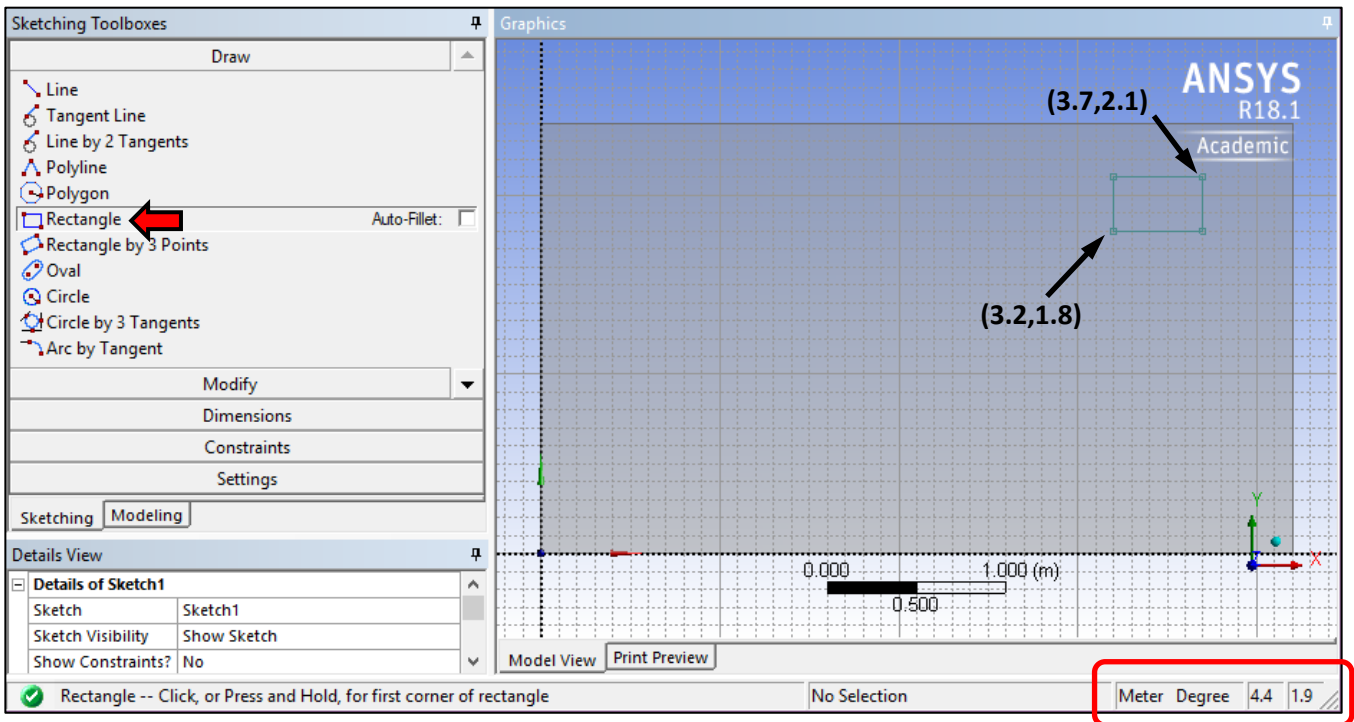 Sketching Toolboxes
Draw
Line
Tangent Line
Line by 2 Tangents
Polyline
Polygon
Rectangle Auto-Fillet:
Rectangle by 3 Points
Oval
Circle
Circle by 3 Tangents
Arc by Tangent
Modify
Dimensions
Constraints
Settings
Sketching Modeling
Details View
Details of Sketch1
Sketch Sketch1
Sketch Visibility Show Sketch
Show Constraints? No
Graphics
ANSYS
R18.1
Academic
(3.7,2.1)
(3.2,1.8)
Y
X
0.000 1.000 (m)
0.500
Model View Print Preview
Rectangle -- Click, or Press and Hold, for first corner of rectangle No Selection Meter Degree 4.4 1.9